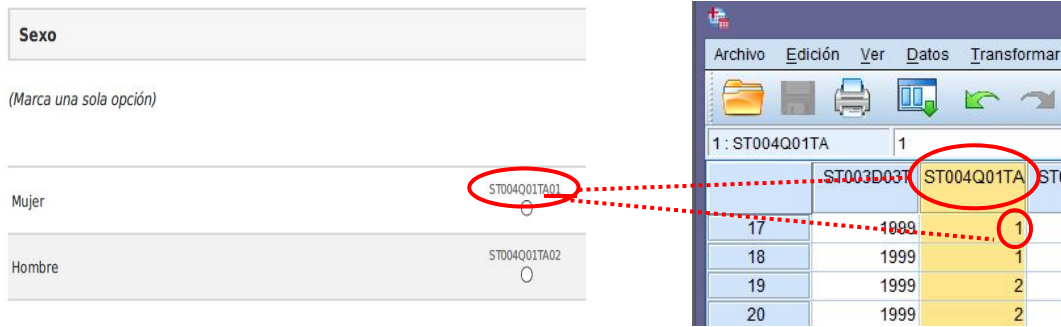 Sexo
(Marca una sola opción)
Mujer
ST004Q01TA01
Hombre
ST004Q01TA02
Archivo Edición Ver Datos Transformar
1 : ST004Q01TA 1
ST003D03T ST004Q01TA ST0
17 1999 1
18 1999 1
19 1999 2
20 1999 2